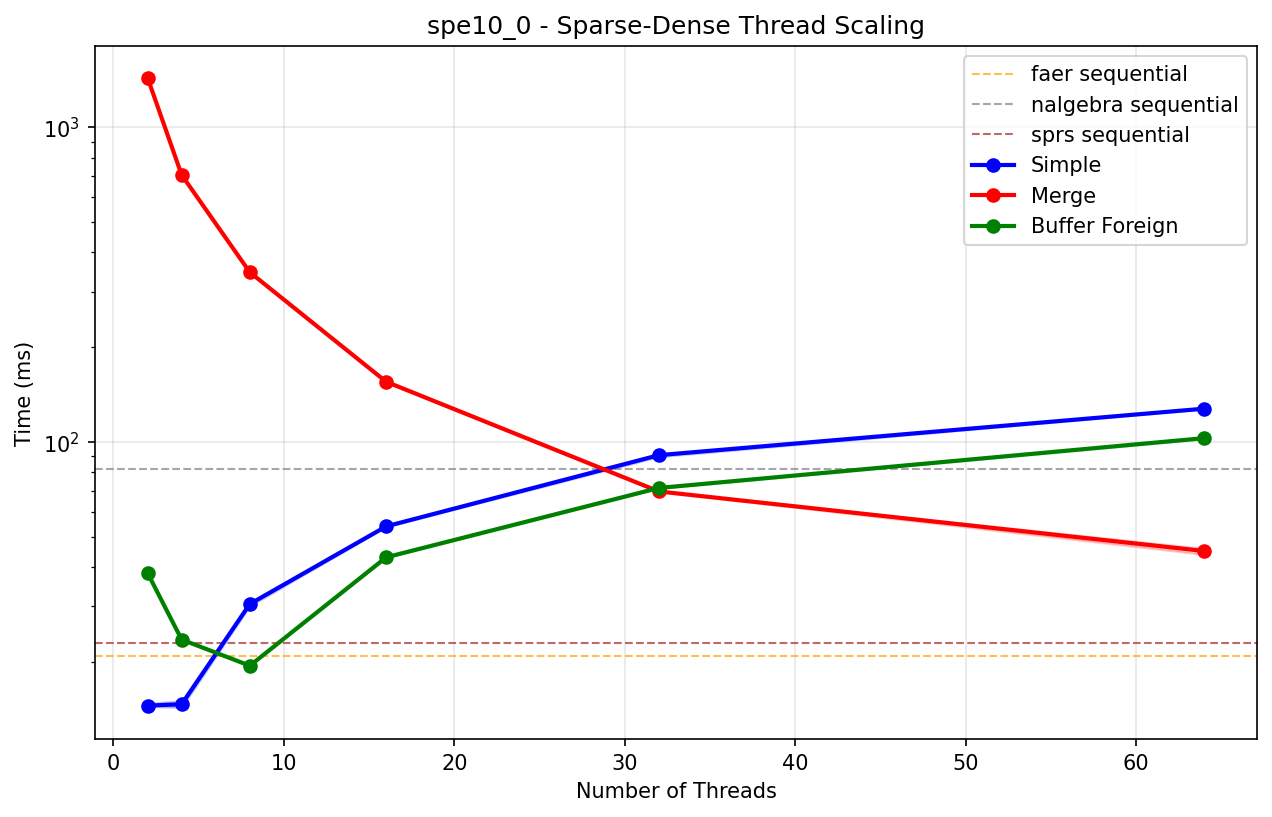 spe10_0 - Sparse-Dense Thread Scaling
faer sequential
nalgebra sequential
sprs sequential
Simple
Merge
Buffer Foreign
Time (ms)
10³
10²
0 10 20 30 40 50 60
Number of Threads